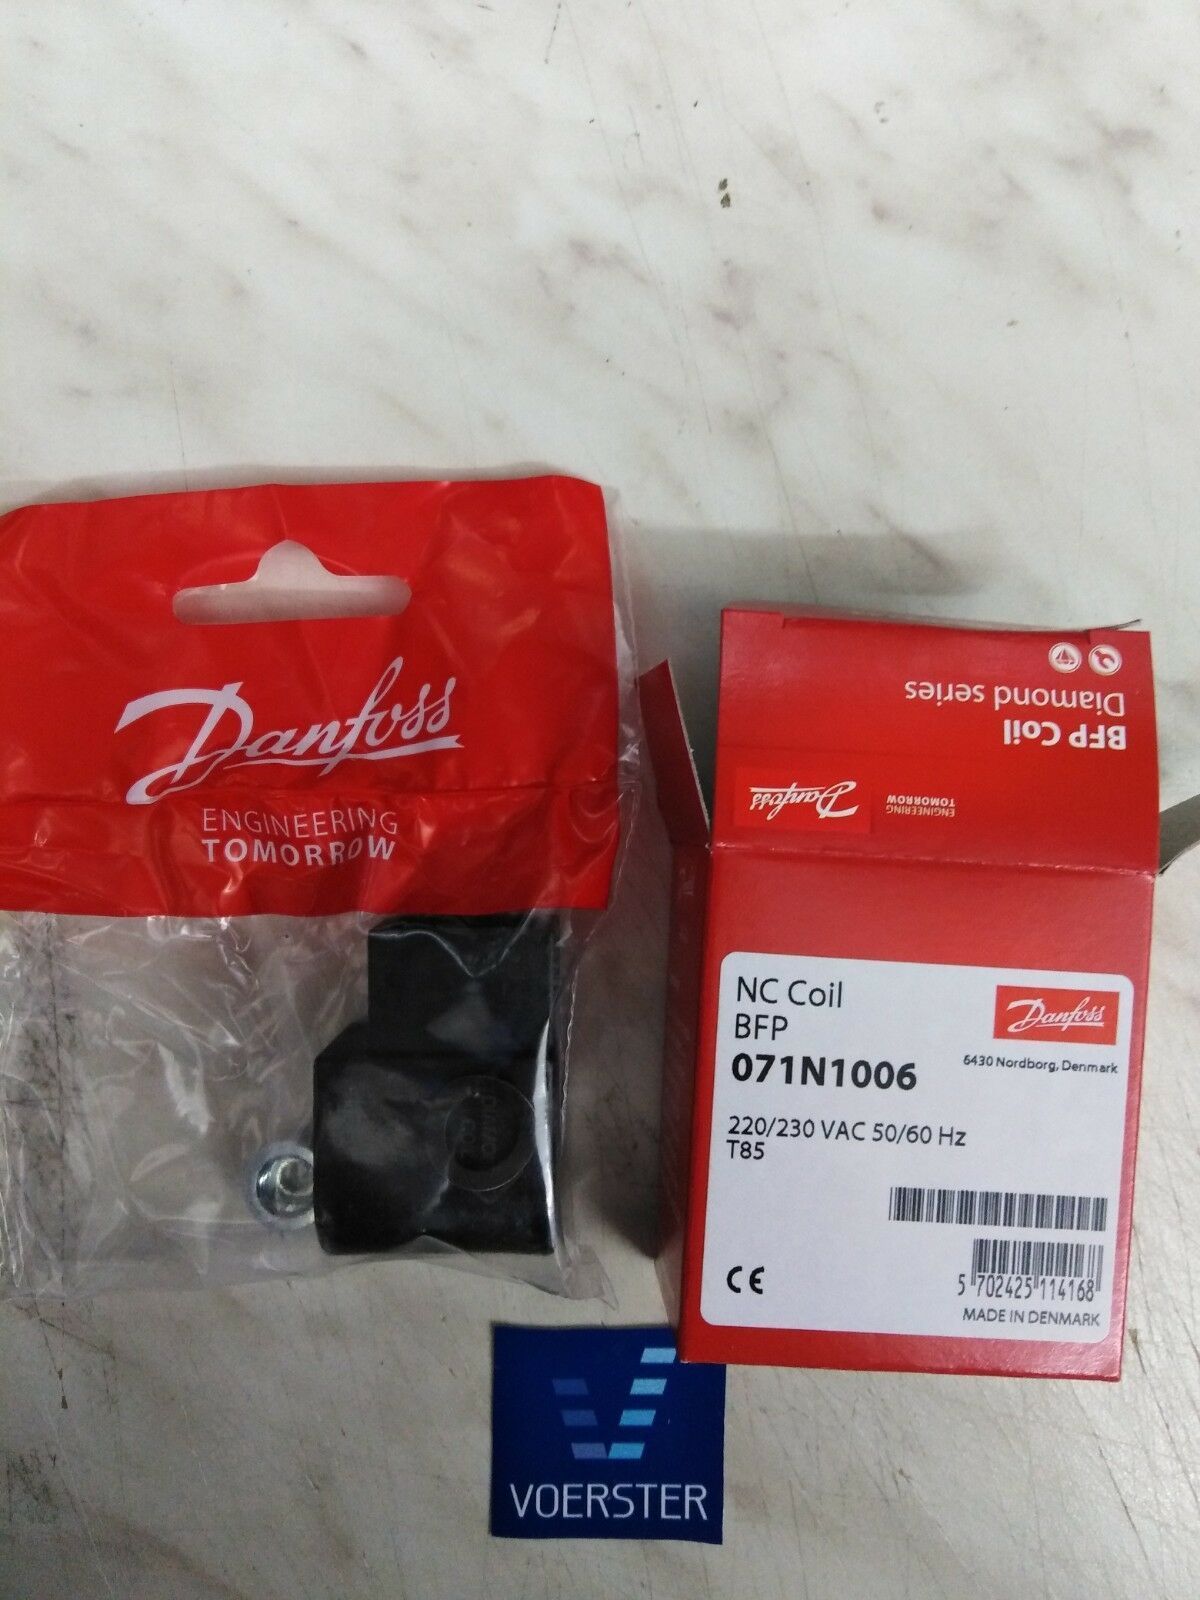 Danfoss
ENGINEERING
TOMORROW
BFP Coil
Diamond series
Danfoss
ENGINEERING
TOMORROW
NC Coil
BFP
071N1006
Danfoss
6430 Nordborg, Denmark
220/230 VAC 50/60 Hz
T85
CE
5 702425 114168
MADE IN DENMARK
VOERSTER